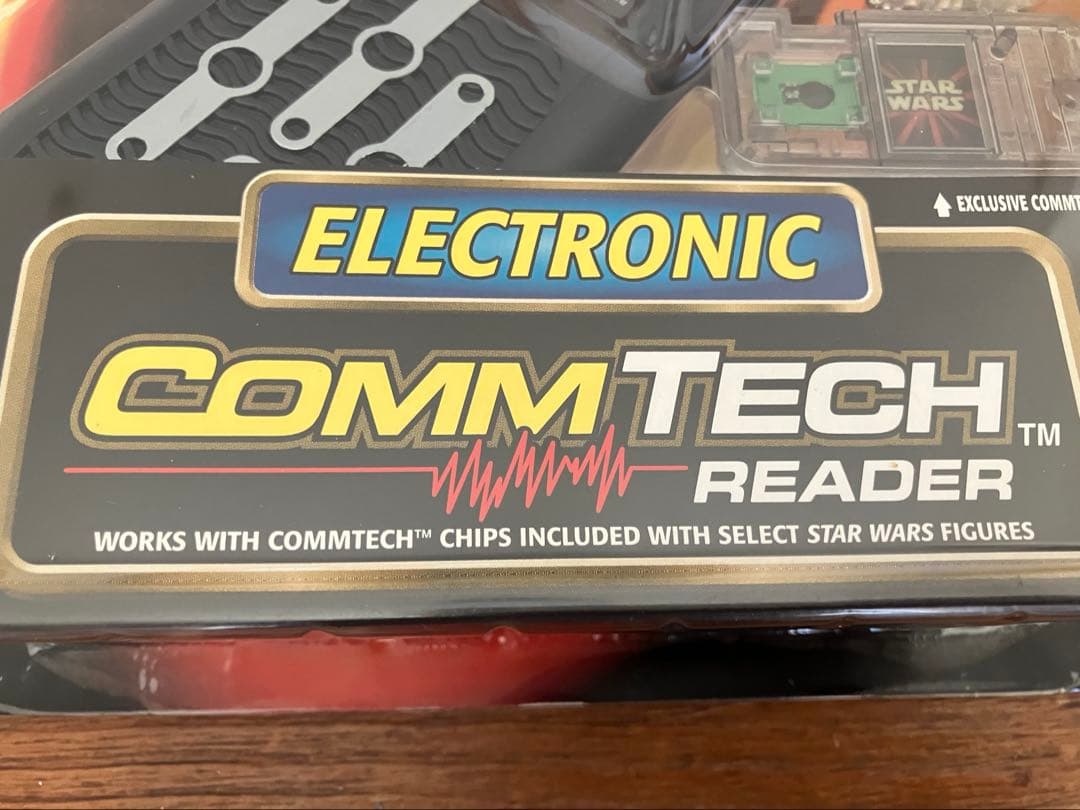 STAR
WARS
EXCLUSIVE
ELECTRONIC
COMMTECH™
READER
WORKS WITH COMMTECH™ CHIPS INCLUDED WITH SELECT STAR WARS FIGURES